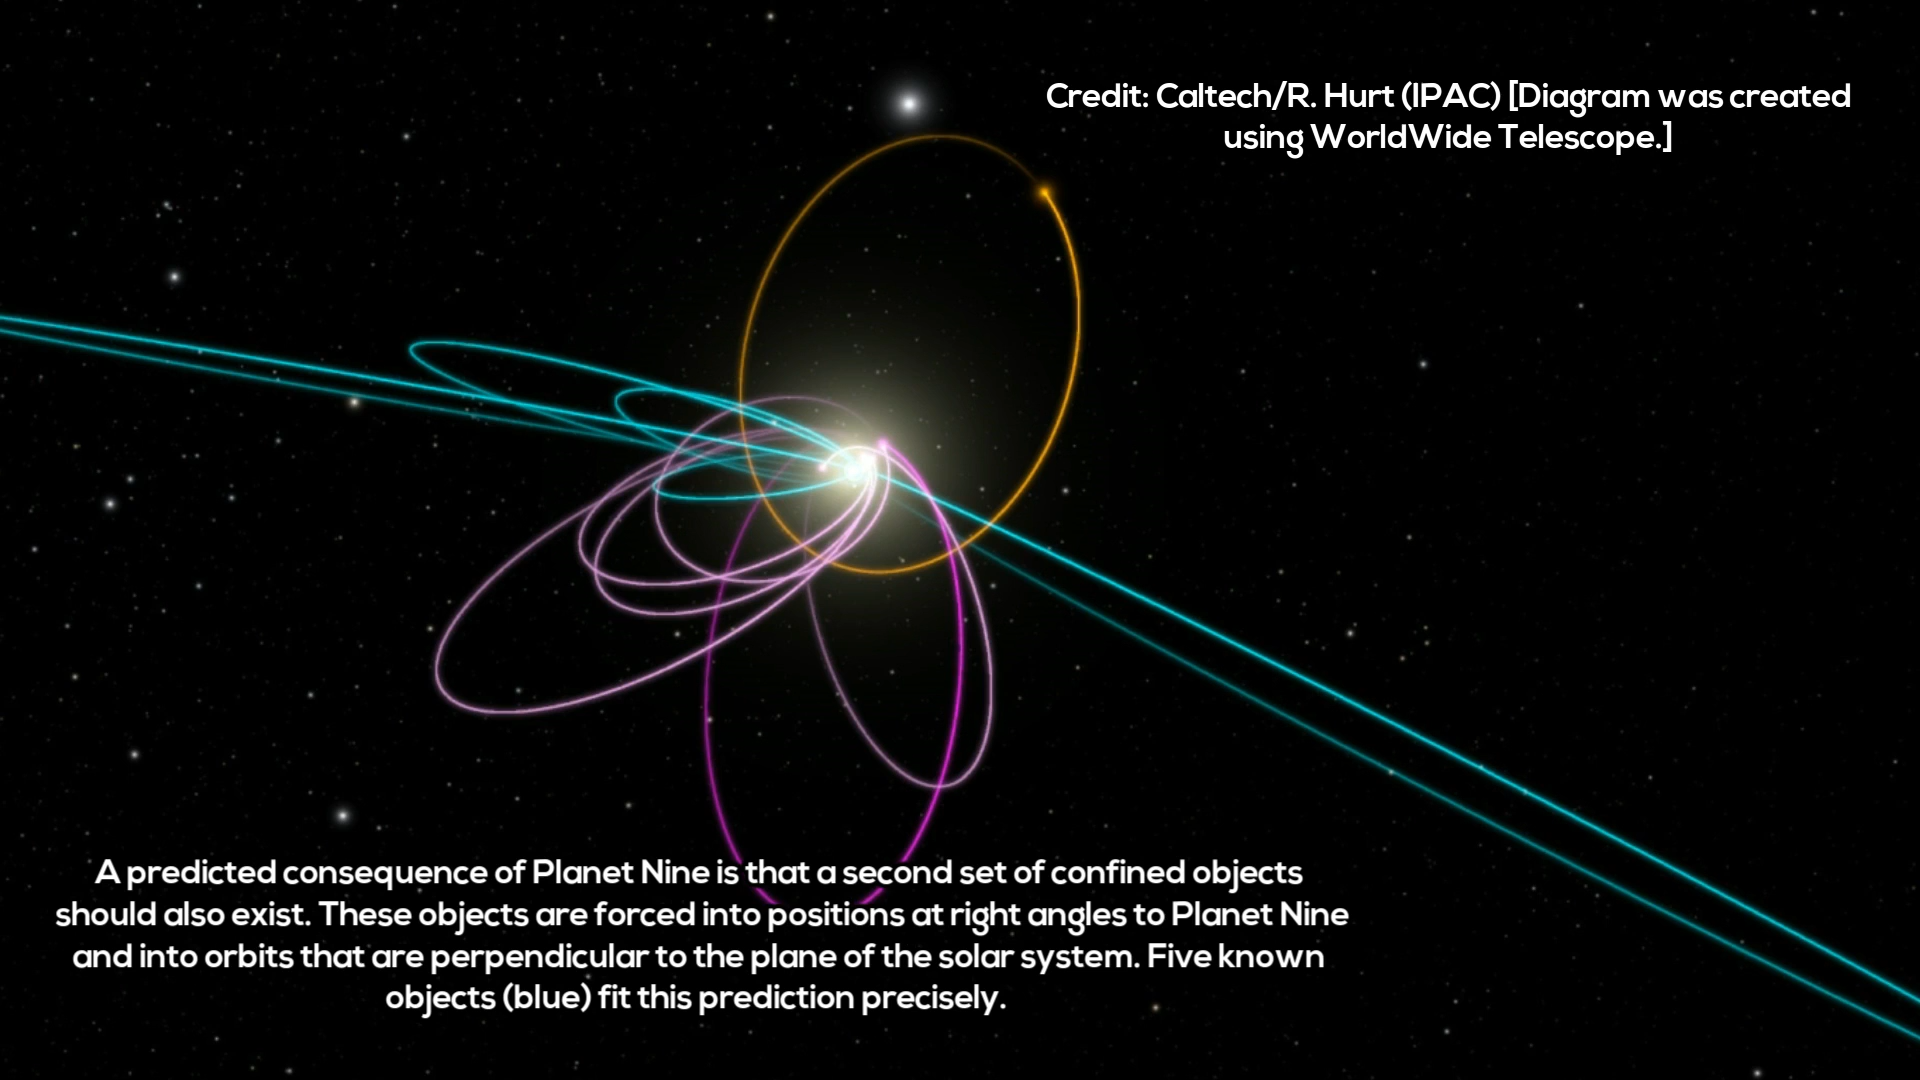 Credit: Caltech/R. Hurt (IPAC) [Diagram was created
using WorldWide Telescope.]
A predicted consequence of Planet Nine is that a second set of confined objects
should also exist. These objects are forced into positions at right angles to Planet Nine
and into orbits that are perpendicular to the plane of the solar system. Five known
objects (blue) fit this prediction precisely.